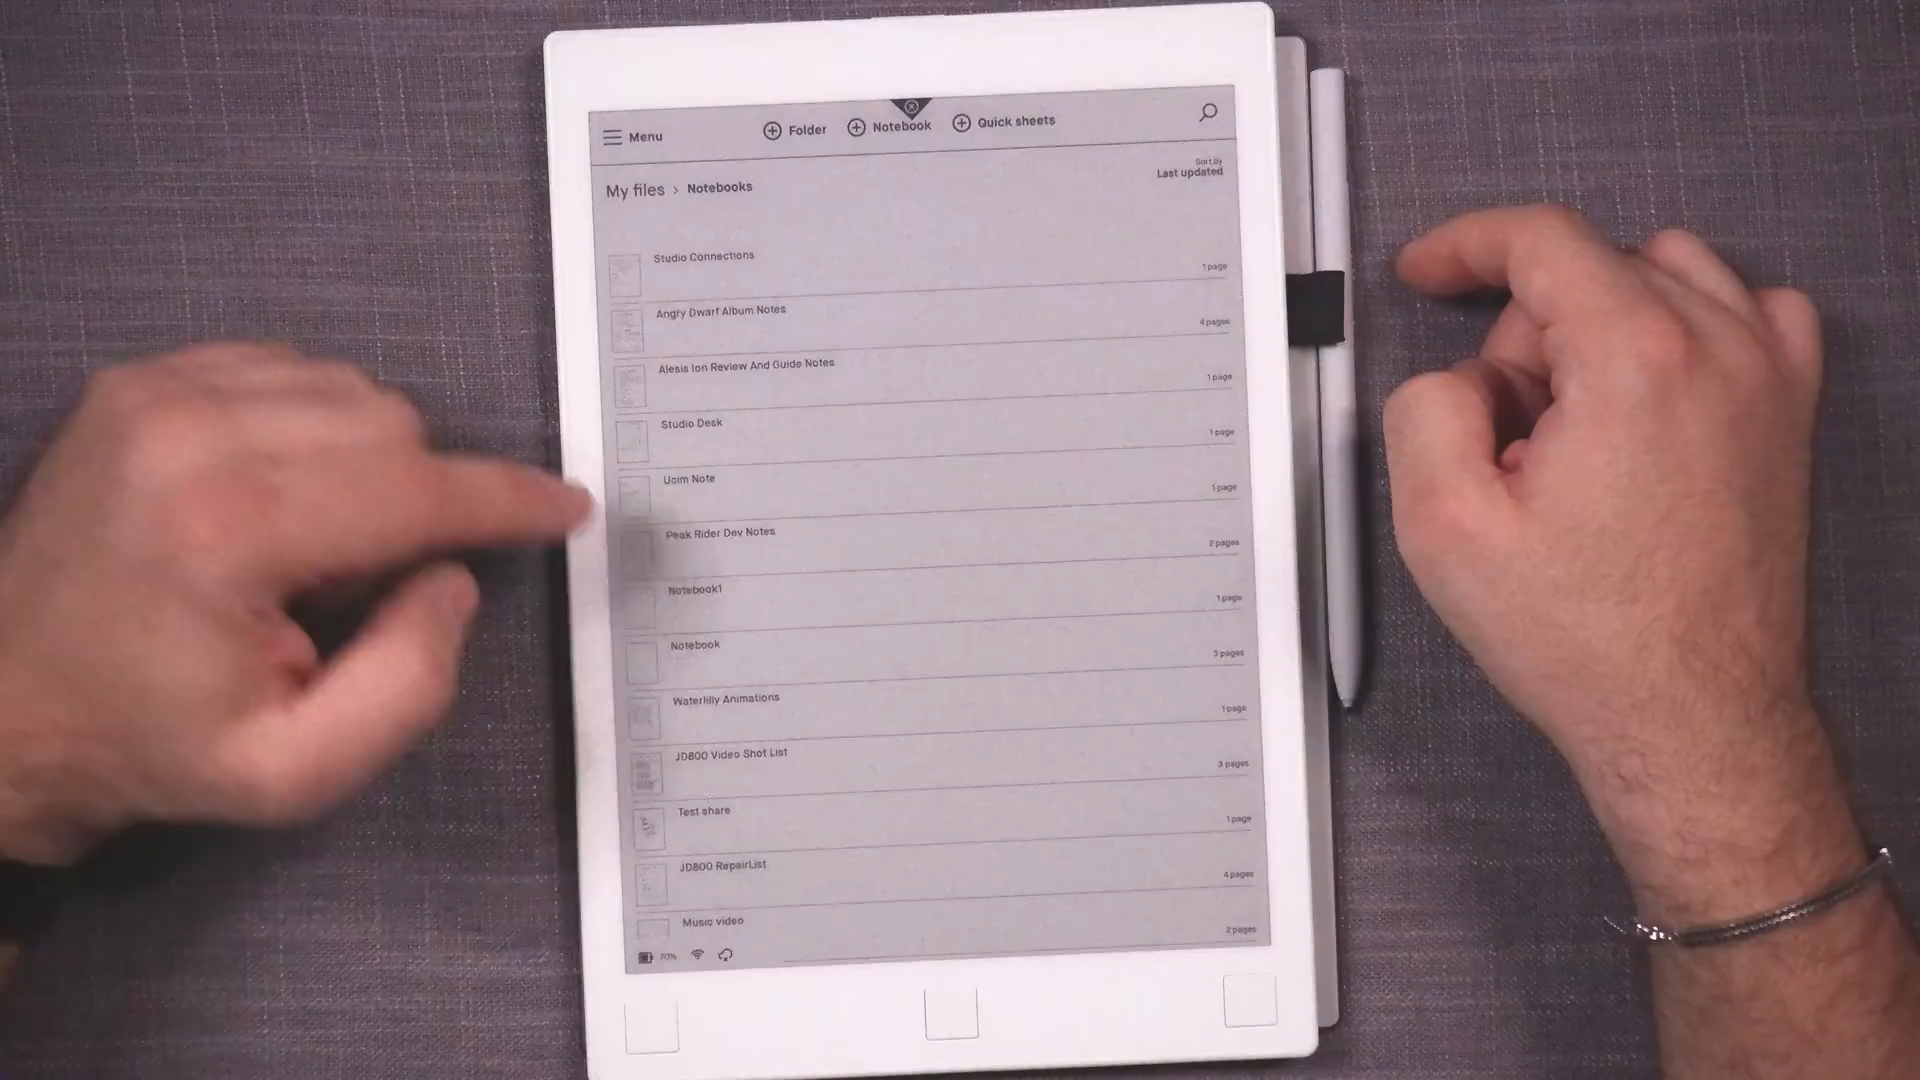 Menu
Folder
Notebook
Quick sheets
Sort by
Last updated
My files > Notebooks
Studio Connections
1 page
Angry Dwarf Album Notes
4 pages
Alesis Ion Review And Guide Notes
1 page
Studio Desk
1 page
Ucim Note
1 page
Peak Rider Dev Notes
2 pages
Notebook1
1 page
Notebook
3 pages
Waterlilly Animations
1 page
JD800 Video Shot List
3 pages
Test share
1 page
JD800 RepairList
4 pages
Music video
2 pages
70%